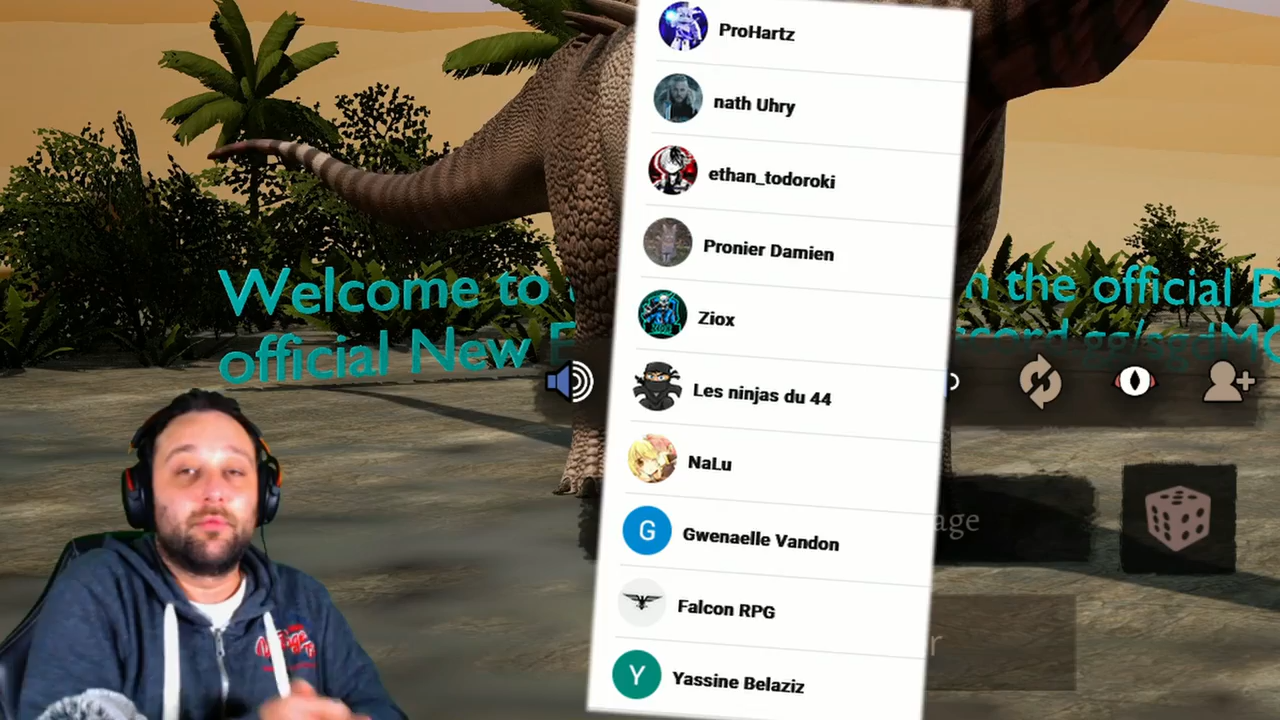 ProHartz
nath Uhry
ethan_todoroki
Pronier Damien
Ziox
Les ninjas du 44
NaLu
G
Gwenaelle Vandon
Falcon RPG
Y
Yassine Belaziz
Welcome to
the official
official New